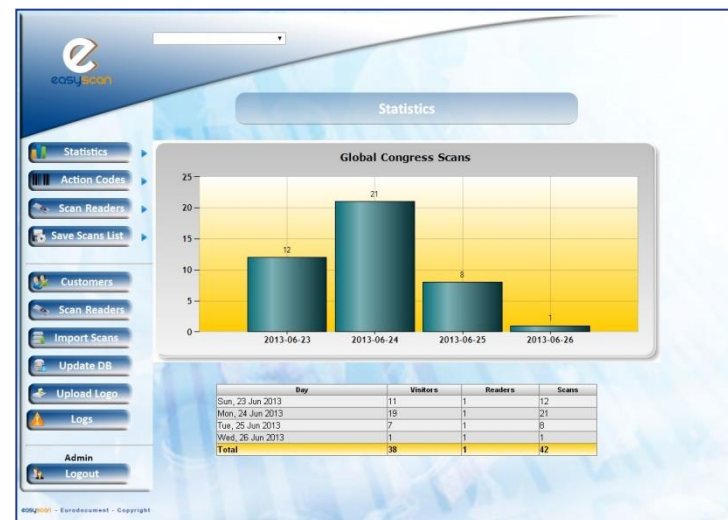 e
easyscan
Statistics
Statistics
Action Codes
Scan Readers
Save Scans List
Customers
Scan Readers
Import Scans
Update DB
Upload Logo
Logs
Admin
Logout
easyscan - Eurodocument - Copyright
Global Congress Scans
25
20
15
10
5
0
12
21
8
1
2013-06-23 2013-06-24 2013-06-25 2013-06-26
Day Visitors Readers Scans
Sun, 23 Jun 2013 11 1 12
Mon, 24 Jun 2013 19 1 21
Tue, 25 Jun 2013 7 1 8
Wed, 26 Jun 2013 1 1 1
Total 38 1 42